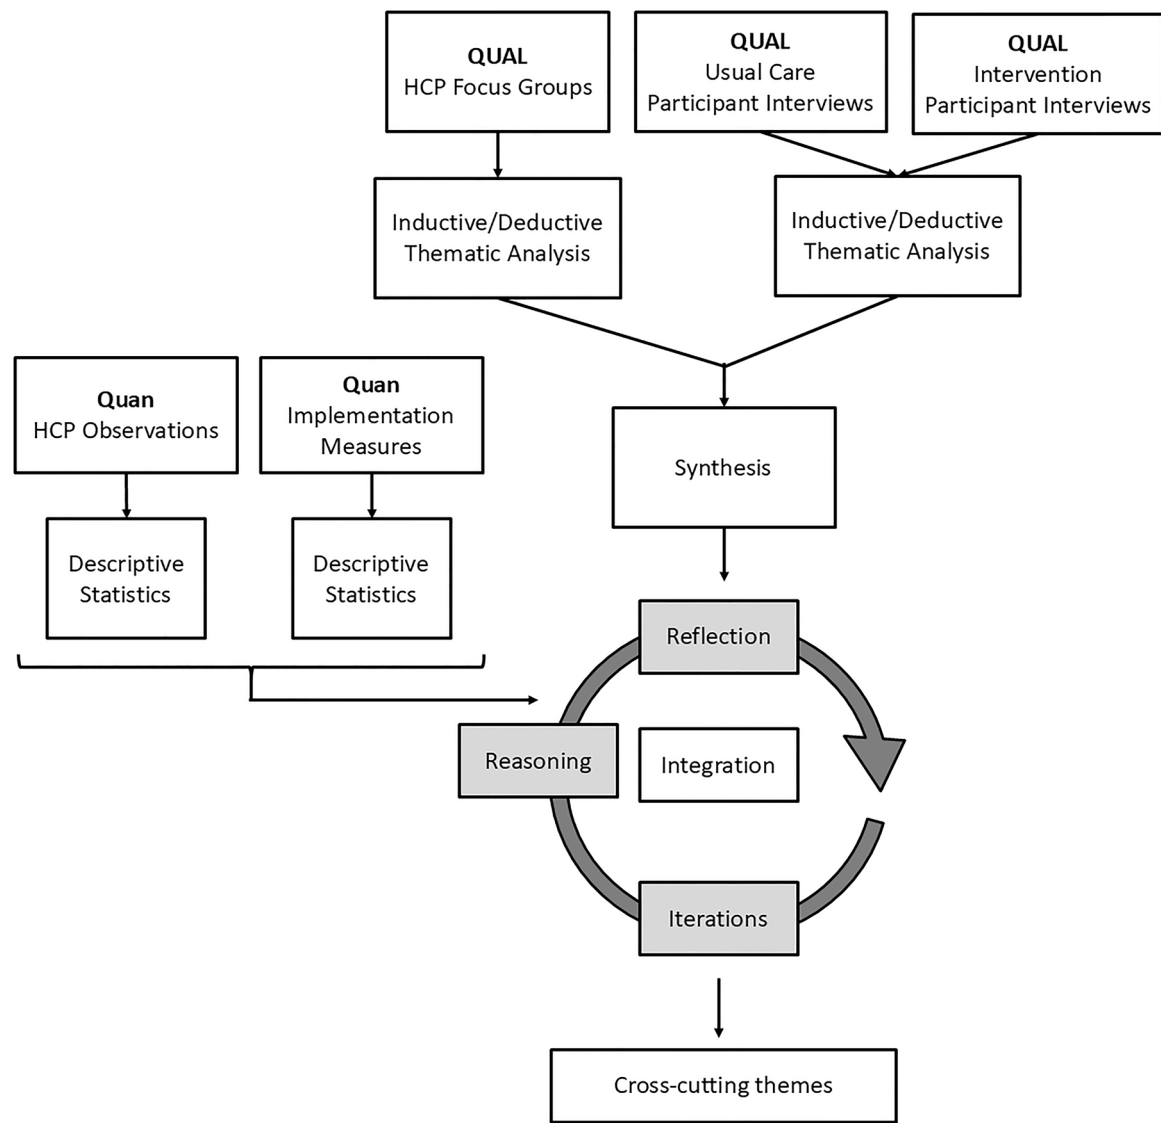 QUAL
HCP Focus Groups
QUAL
Usual Care
Participant Interviews
QUAL
Intervention
Participant Interviews
Inductive/Deductive
Thematic Analysis
Inductive/Deductive
Thematic Analysis
Quan
HCP Observations
Quan
Implementation
Measures
Synthesis
Descriptive
Statistics
Descriptive
Statistics
Reflection
Reasoning
Integration
Iterations
Cross-cutting themes